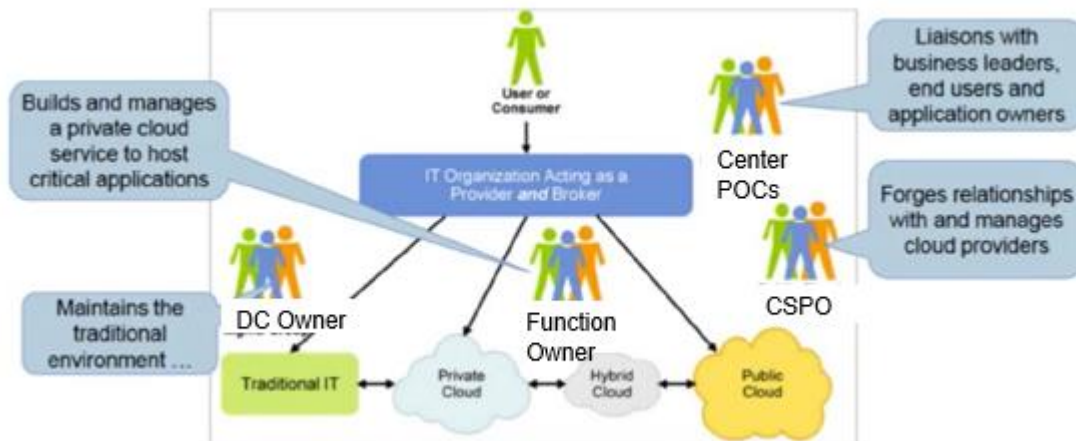 User or
Consumer
Liaisons with
business leaders,
end users and
application owners
Builds and manages
a private cloud
service to host
critical applications
Center
POCs
IT Organization Acting as a
Provider and Broker
Forges relationships
with and manages
cloud providers
Maintains the
traditional
environment …
DC Owner
Function
Owner
CSPO
Traditional IT
Private
Cloud
Hybrid
Cloud
Public
Cloud